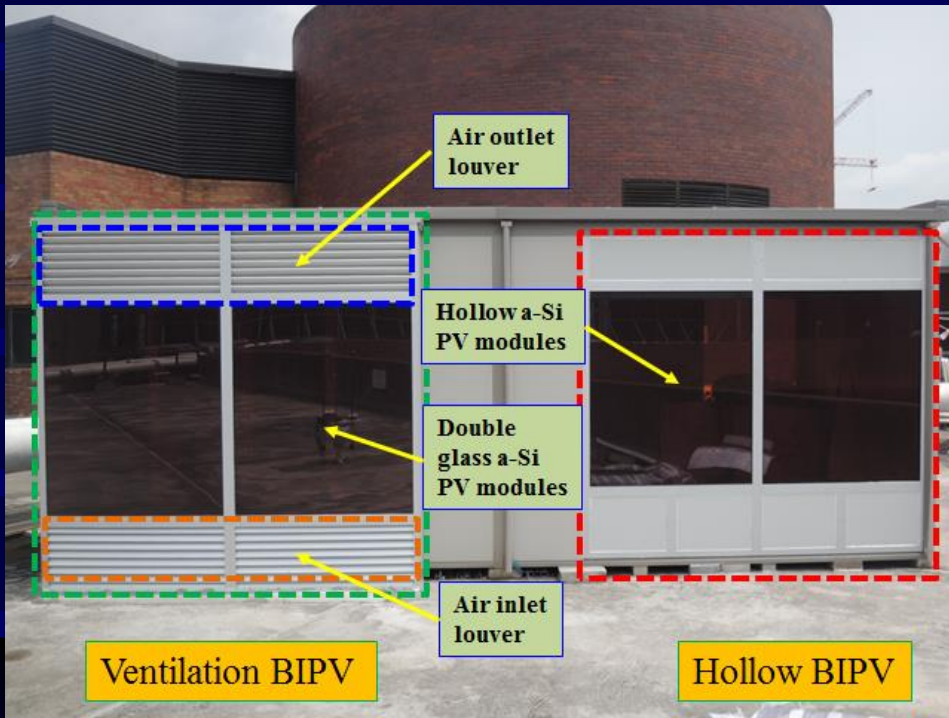 Air outlet
louver
Hollow a-Si
PV modules
Double
glass a-Si
PV modules
Air inlet
louver
Ventilation BIPV
Hollow BIPV